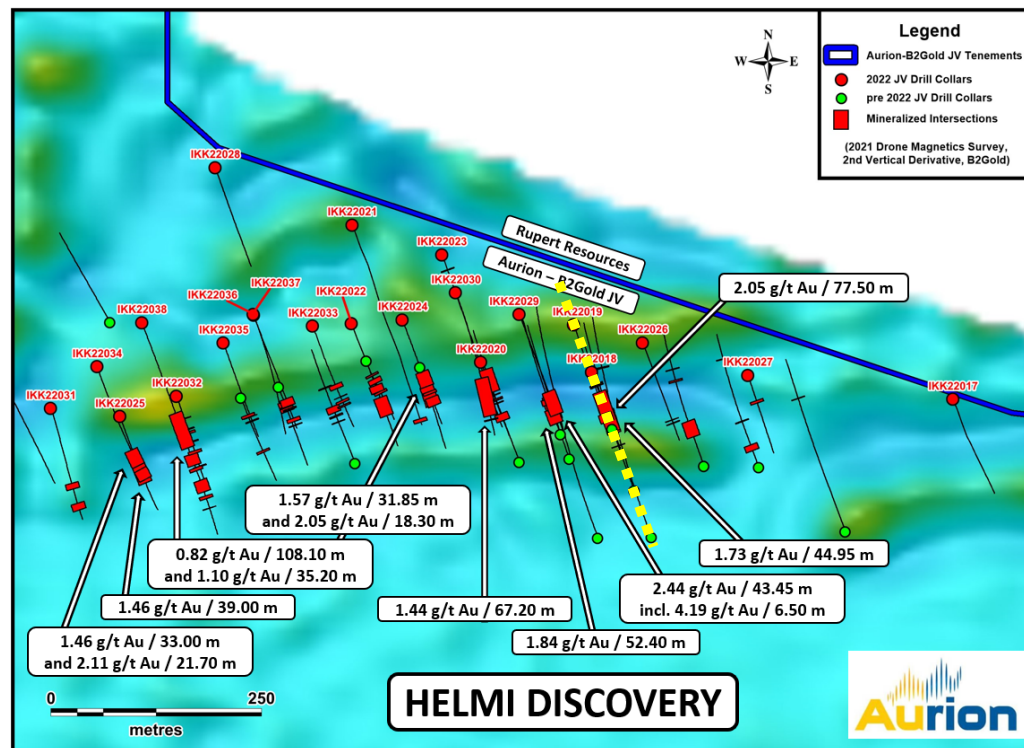 Legend
Aurion-B2Gold JV Tenements
2022 JV Drill Collars
pre 2022 JV Drill Collars
Mineralized Intersections
(2021 Drone Magnetics Survey,
2nd Vertical Derivative, B2Gold)
N
W E
S
IKK22028
IKK22021
IKK22023
Rupert Resources
Aurion – B2Gold JV
IKK22030
IKK22037
IKK22036
IKK22022
IKK22024
IKK22029
IKK22019
2.05 g/t Au / 77.50 m
IKK22038
IKK22033
IKK22035
IKK22026
IKK22034
IKK22020
IKK22018
IKK22027
IKK22032
IKK22031
IKK22025
IKK22017
1.57 g/t Au / 31.85 m
and 2.05 g/t Au / 18.30 m
0.82 g/t Au / 108.10 m
and 1.10 g/t Au / 35.20 m
1.73 g/t Au / 44.95 m
1.46 g/t Au / 39.00 m
1.44 g/t Au / 67.20 m
2.44 g/t Au / 43.45 m
incl. 4.19 g/t Au / 6.50 m
1.46 g/t Au / 33.00 m
and 2.11 g/t Au / 21.70 m
1.84 g/t Au / 52.40 m
0 250
metres
HELMI DISCOVERY
Aurion